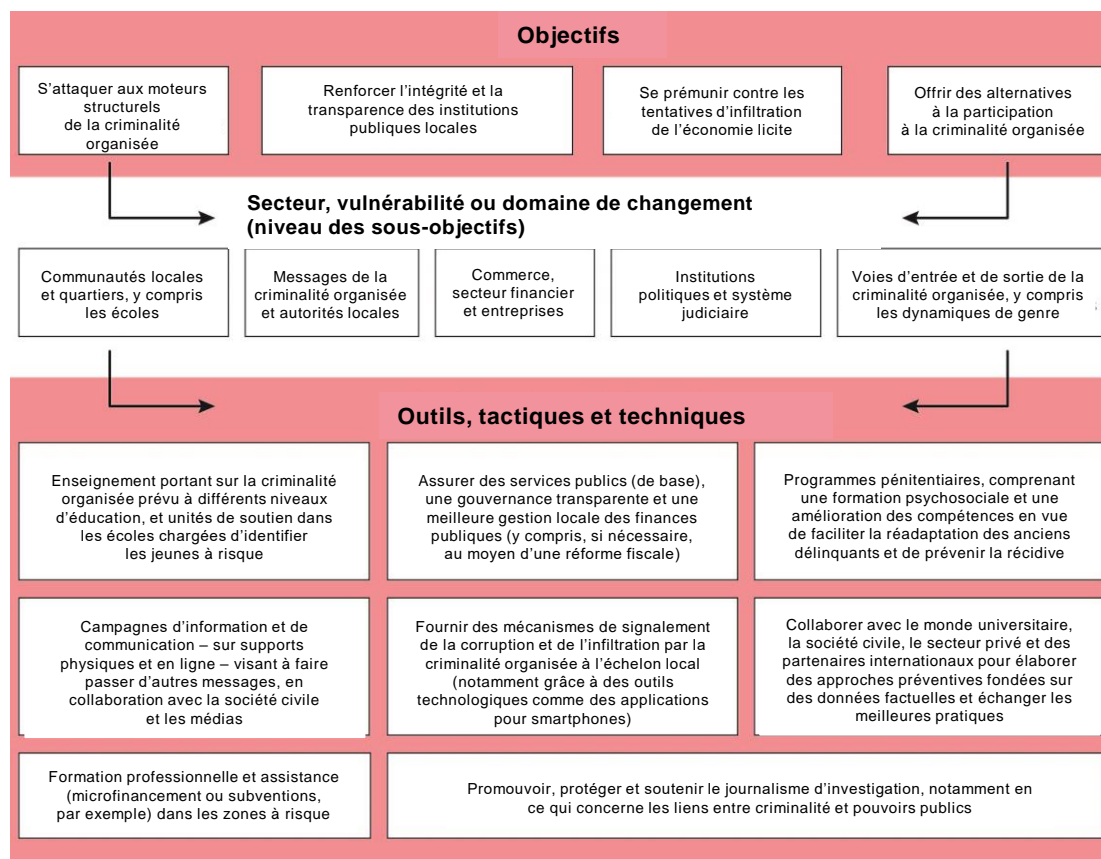 Objectifs
S'attaquer aux moteurs
structurels
de la criminalité
organisée
Renforcer l'intégrité et la
transparence des institutions
publiques locales
Se prémunir contre les
tentatives d'infiltration
de l'économie licite
Offrir des alternatives
à la participation
à la criminalité organisée
Secteur, vulnérabilité ou domaine de changement
(niveau des sous-objectifs)
Communautés locales
et quartiers, y compris
les écoles
Messages de la
criminalité organisée
et autorités locales
Commerce,
secteur financier
et entreprises
Institutions
politiques et système
judiciaire
Voies d'entrée et de sortie de la
criminalité organisée, y compris
les dynamiques de genre
Outils, tactiques et techniques
Enseignement portant sur la criminalité
organisée prévu à différents niveaux
d'éducation, et unités de soutien dans
les écoles chargées d'identifier
les jeunes à risque
Assurer des services publics (de base),
une gouvernance transparente et une
meilleure gestion locale des finances
publiques (y compris, si nécessaire,
au moyen d'une réforme fiscale)
Programmes pénitentiaires, comprenant
une formation psychosociale et une
amélioration des compétences en vue
de faciliter la réadaptation des anciens
délinquants et de prévenir la récidive
Campagnes d'information et de
communication – sur supports
physiques et en ligne – visant à faire
passer d'autres messages, en
collaboration avec la société civile
et les médias
Fournir des mécanismes de signalement
de la corruption et de l'infiltration par la
criminalité organisée à l'échelon local
(notamment grâce à des outils
technologiques comme des applications
pour smartphones)
Collaborer avec le monde universitaire,
la société civile, le secteur privé et des
partenaires internationaux pour élaborer
des approches préventives fondées sur
des données factuelles et échanger les
meilleures pratiques
Formation professionnelle et assistance
(microfinancement ou subventions,
par exemple) dans les zones à risque
Promouvoir, protéger et soutenir le journalisme d'investigation, notamment en
ce qui concerne les liens entre criminalité et pouvoirs publics